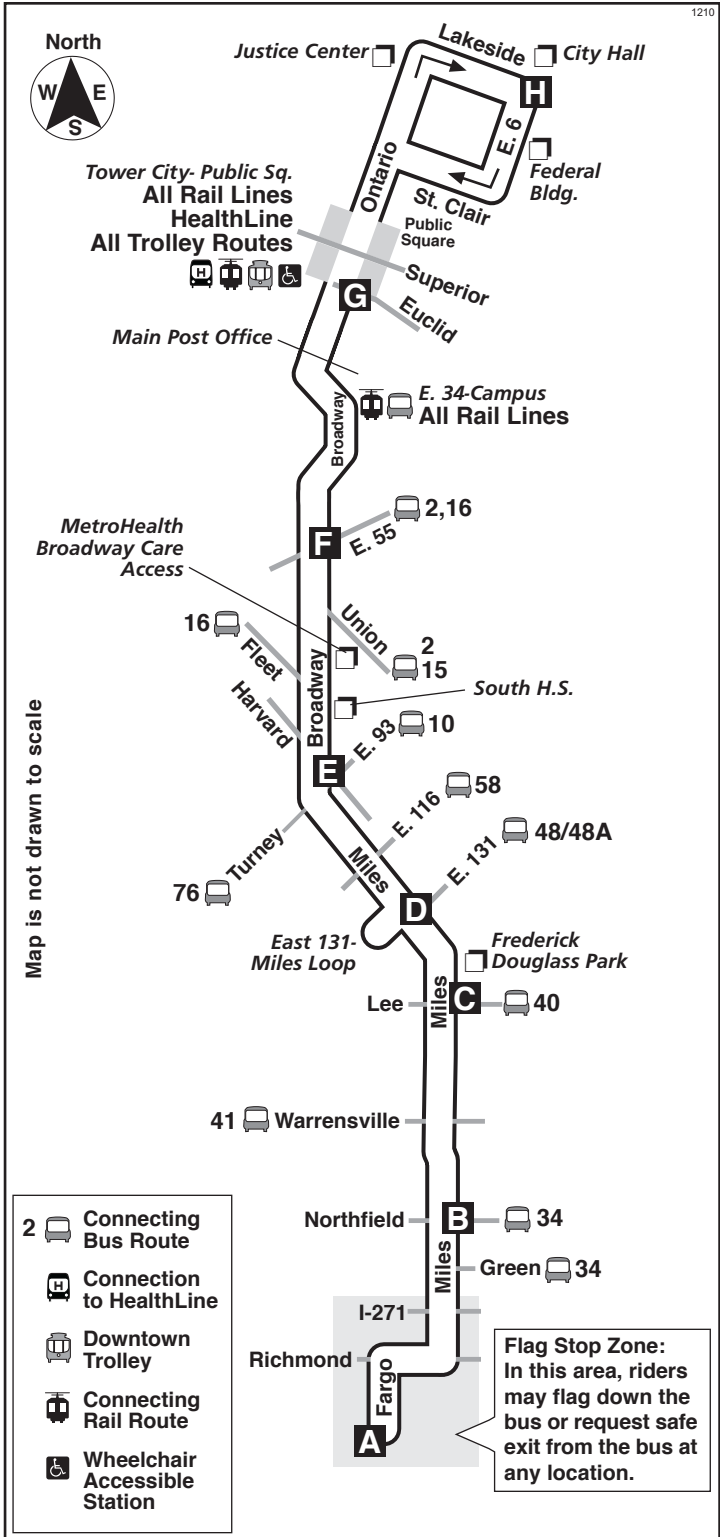 1210
North
W E
S
Justice Center
Lakeside
City Hall
H
E. 6
Federal
Bldg.
Ontario
St. Clair
Tower City- Public Sq.
All Rail Lines
HealthLine
All Trolley Routes
H
Public
Square
Superior
G
Euclid
Main Post Office
Broadway
E. 34-Campus
All Rail Lines
2,16
F
E. 55
MetroHealth
Broadway Care
Access
16
Fleet
Union
2
15
Harvard
Broadway
South H.S.
E. 93
10
E
E. 116
58
Turney
76
Miles
E. 131
48/48A
D
East 131-
Miles Loop
Frederick
Douglass Park
Map is not drawn to scale
Lee
Miles
C
40
41
Warrensville
Northfield
B
34
Miles
Green
34
I-271
Richmond
Fargo
A
Flag Stop Zone:
In this area, riders
may flag down the
bus or request safe
exit from the bus at
any location.
2
Connecting
Bus Route
H
Connection
to HealthLine
Downtown
Trolley
Connecting
Rail Route
Wheelchair
Accessible
Station